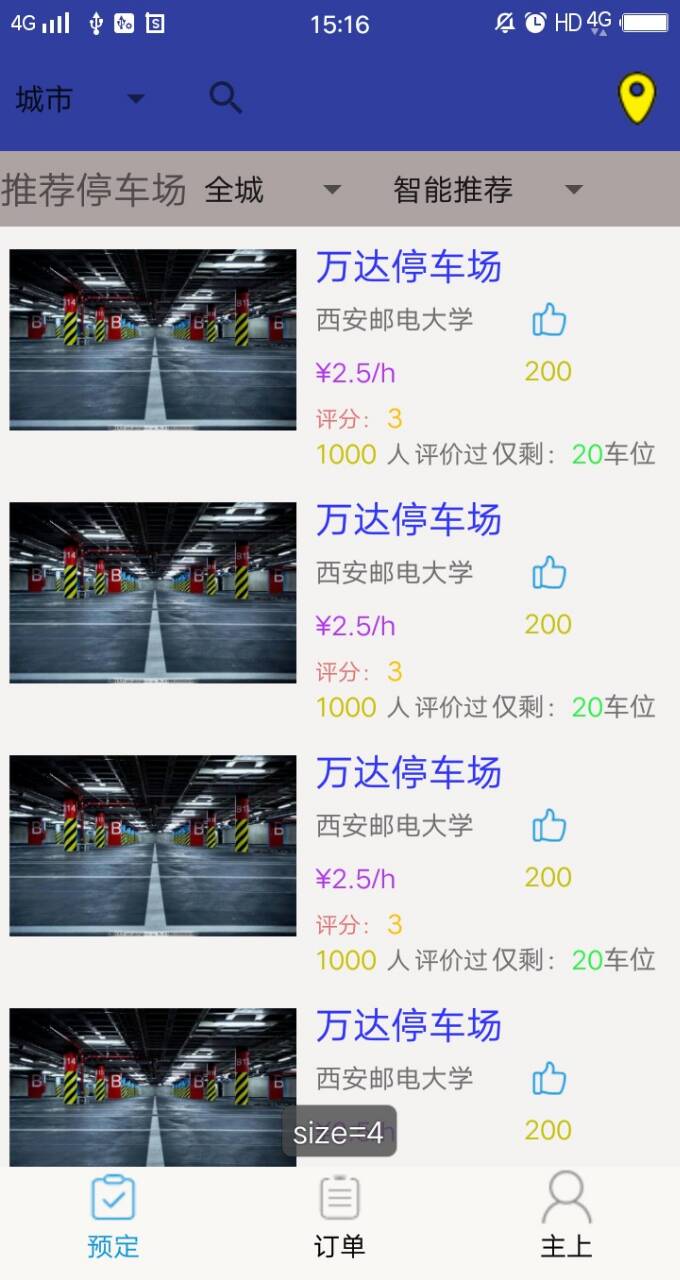 4G 15:16 HD 4G
城市
推荐停车场 全城 智能推荐
万达停车场
西安邮电大学
¥2.5/h 200
评分： 3
1000 人评价过仅剩： 20车位
万达停车场
西安邮电大学
¥2.5/h 200
评分： 3
1000 人评价过仅剩： 20车位
万达停车场
西安邮电大学
¥2.5/h 200
评分： 3
1000 人评价过仅剩： 20车位
万达停车场
西安邮电大学
200
size=4
预定 订单 主上